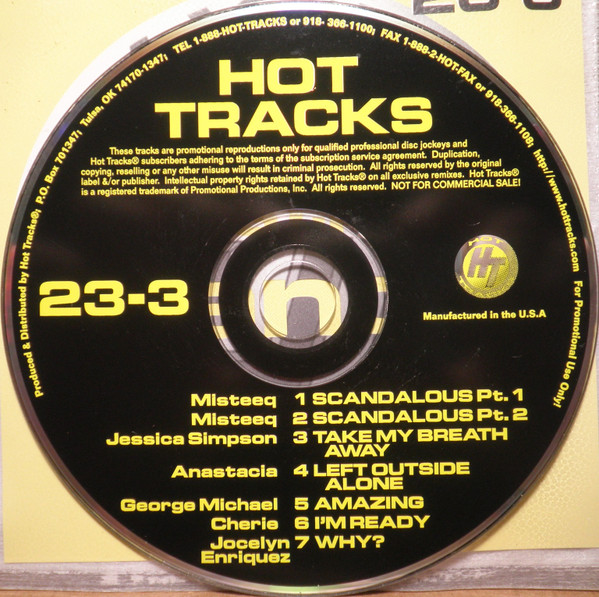 Produced & Distributed by Hot Tracks®; P.O. Box 701347; Tulsa, OK 74170-1347; TEL 1-888-HOT-TRACKS or 918- 366-1100; FAX 1-888-2-HOT-FAX or 918-366-1108; http://www.hottracks.com For Promotional Use Only!
HOT
TRACKS
These tracks are promotional reproductions only for qualified professional disc jockeys and
Hot Tracks® subscribers adhering to the terms of the subscription service agreement. Duplication,
copying, reselling or any other misuse will result in criminal prosecution. All rights reserved by the original
label &/or publisher. Intellectual property rights retained by Hot Tracks® on all exclusive remixes. Hot Tracks®
is a registered trademark of Promotional Productions, Inc. All rights reserved. NOT FOR COMMERCIAL SALE!
23-3
HOT
HT
Manufactured in the U.S.A
Misteeq 1 SCANDALOUS Pt. 1
Misteeq 2 SCANDALOUS Pt. 2
Jessica Simpson 3 TAKE MY BREATH
AWAY
Anastacia 4 LEFT OUTSIDE
ALONE
George Michael 5 AMAZING
Cherie 6 I'M READY
Jocelyn 7 WHY?
Enriquez